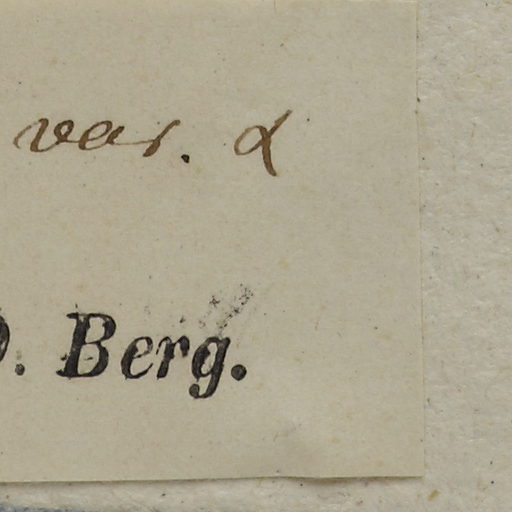 var. α
O. Berg.